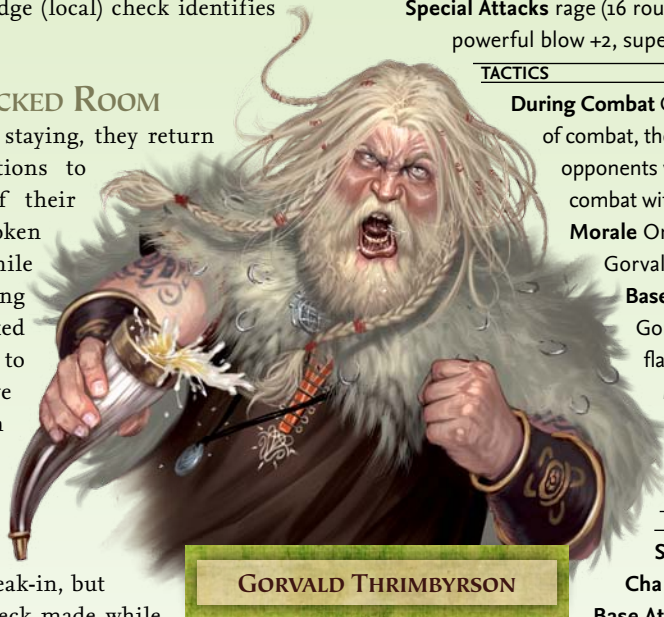 dge (local) check identifies
cked Room
staying, they return
tions to
f their
oken
hile
ng
ked
to
eak-in, but
eck made while
Special Attacks rage (16 rou
powerful blow +2, supe
TACTICS
During Combat
of combat, the
opponents
combat wit
Morale On
Gorval
Base
Go
fla
S
Cha
Base At
Gorvald Thrimbyrson